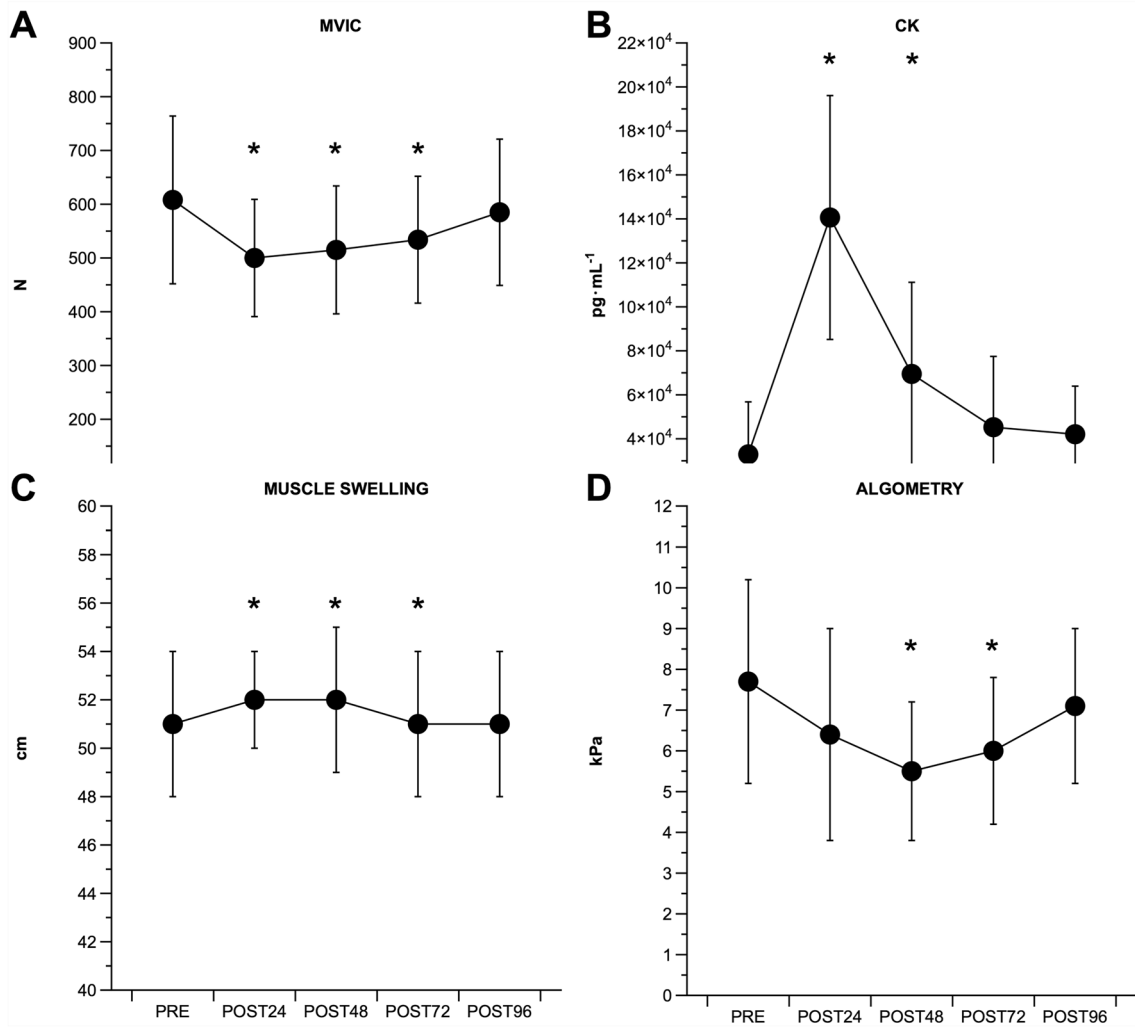 A
MVIC
900
800
700
600
500
400
300
200
N
* * *
B
CK
22×10⁴
20×10⁴
18×10⁴
16×10⁴
14×10⁴
12×10⁴
10×10⁴
8×10⁴
6×10⁴
4×10⁴
pg·mL⁻¹
* *
C
MUSCLE SWELLING
60
58
56
54
52
50
48
46
44
42
40
cm
* * *
PRE POST24 POST48 POST72 POST96
D
ALGOMETRY
12
11
10
9
8
7
6
5
4
3
2
1
0
kPa
* *
PRE POST24 POST48 POST72 POST96